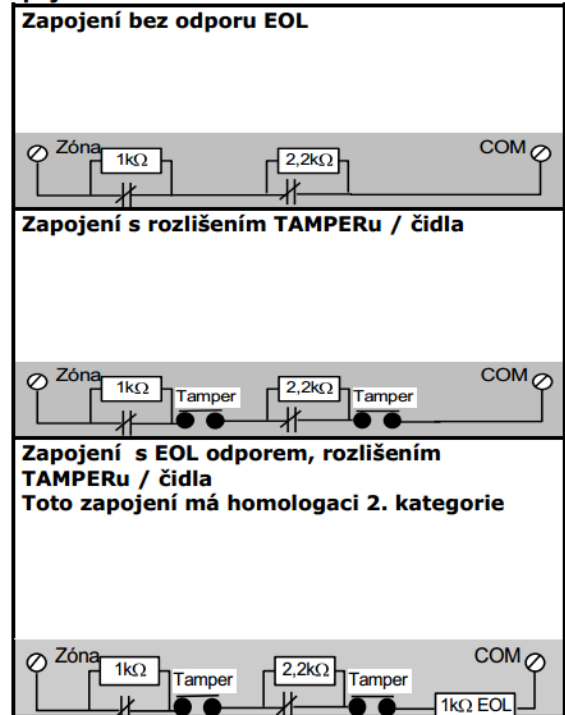 Zapojení bez odporu EOL
Zóna 1kΩ 2,2kΩ COM
Zapojení s rozlišením TAMPERu / čidla
Zóna 1kΩ Tamper 2,2kΩ Tamper COM
Zapojení s EOL odporem, rozlišením
TAMPERu / čidla
Toto zapojení má homologaci 2. kategorie
Zóna 1kΩ Tamper 2,2kΩ Tamper COM
1kΩ EOL